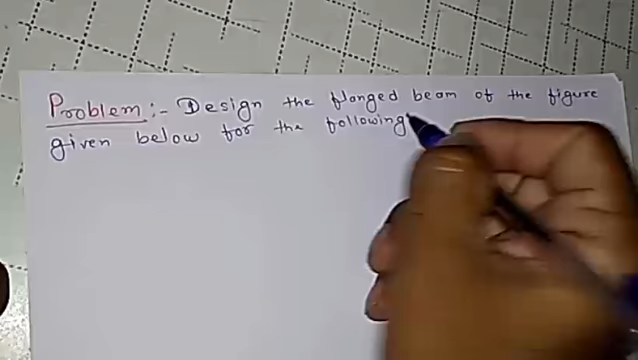 Problem :- Design the flanged beam of the figure
given below for the following